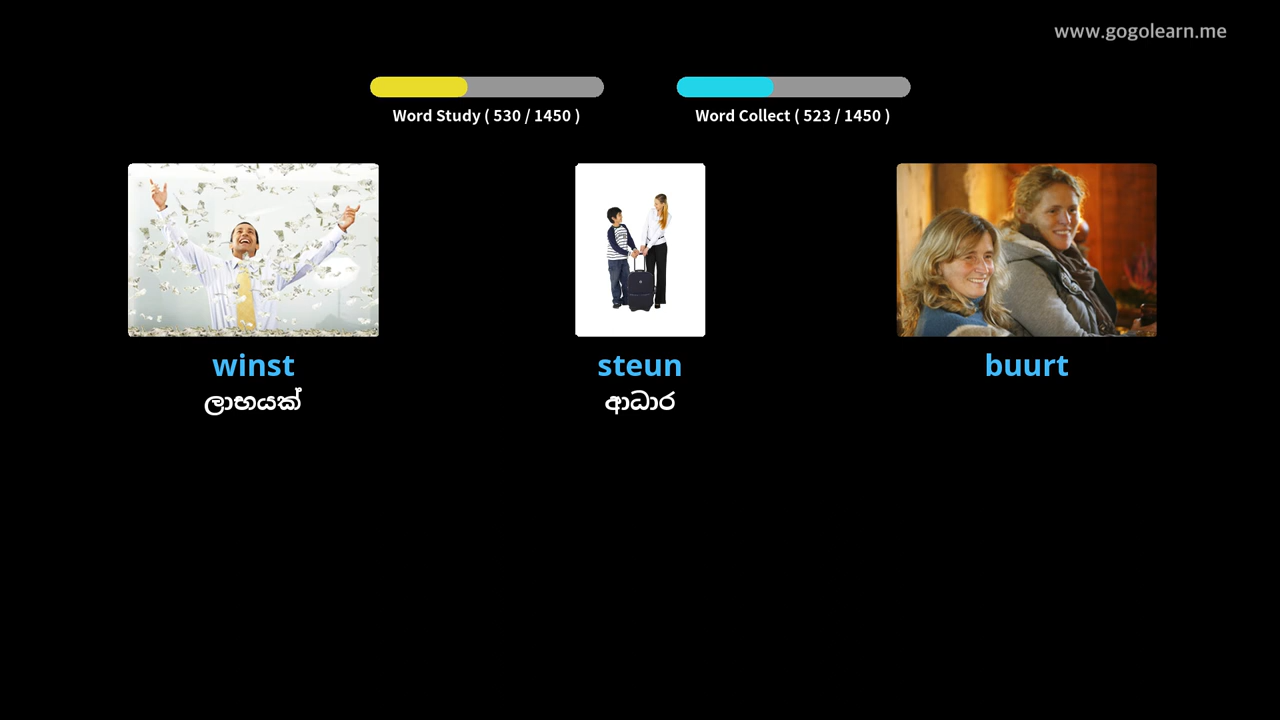 www.gogolearn.me
Word Study ( 530 / 1450 )
Word Collect ( 523 / 1450 )
winst
ලාභයක්
steun
ආධාර
buurt